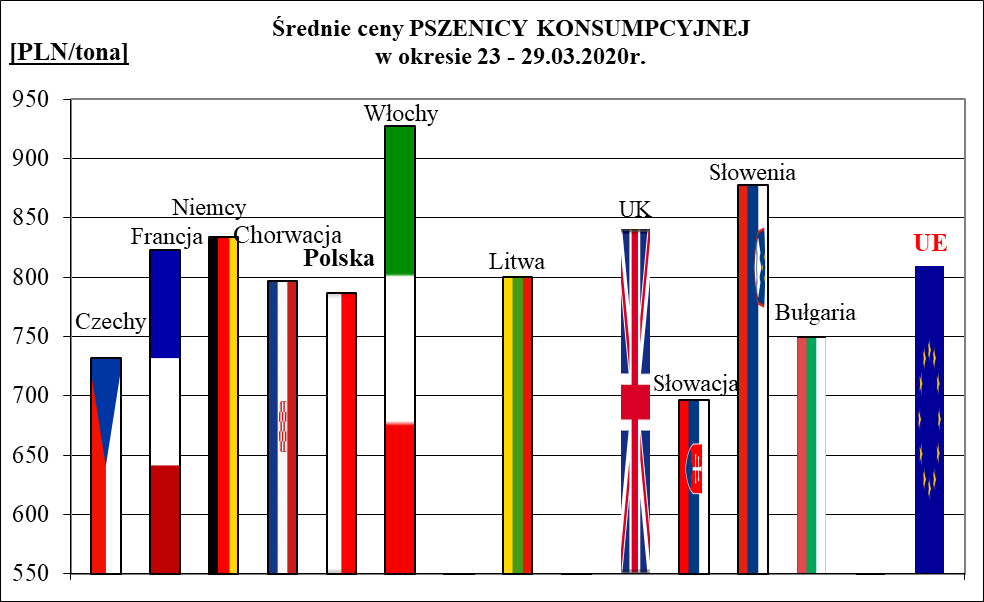 Średnie ceny PSZENICY KONSUMPCYJNEJ
w okresie 23 - 29.03.2020r.
[PLN/tona]
950
900
850
800
750
700
650
600
550
Czechy
Francja
Niemcy
Chorwacja
Polska
Włochy
Litwa
UK
Słowacja
Słowenia
Bułgaria
UE